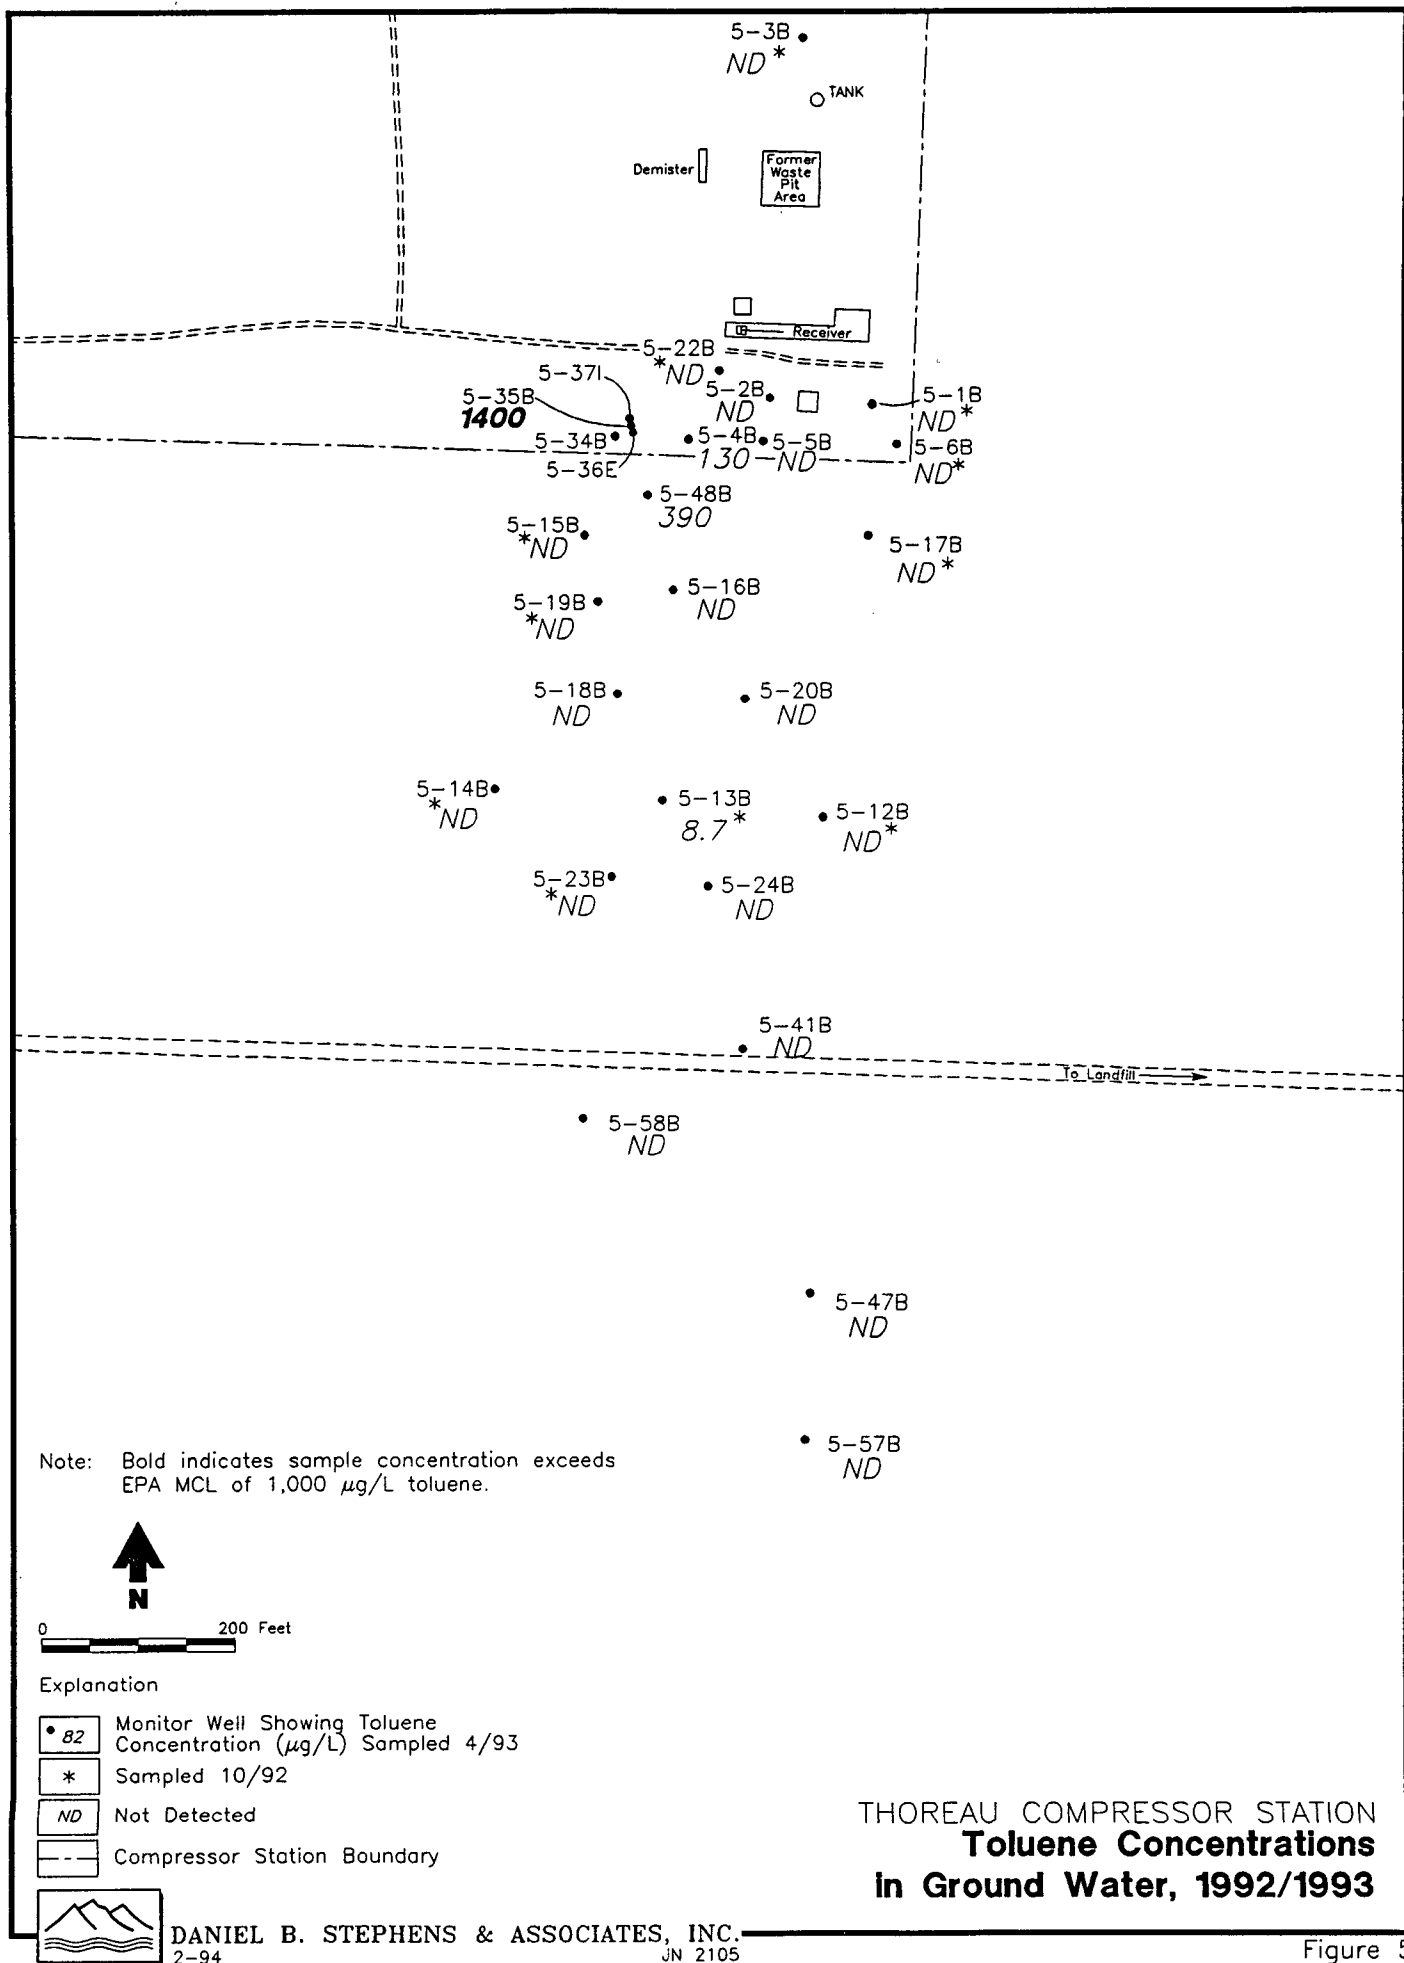 5-3B
ND*
TANK
Demister
Former
Waste
Pit
Area
Receiver
5-22B
*ND
5-37I
5-2B
ND
5-35B
1400
5-1B
ND*
5-34B
5-4B
130
5-5B
ND
5-6B
ND*
5-36E
5-48B
390
5-15B
*ND
5-17B
ND*
5-16B
ND
5-19B
*ND
5-18B
ND
5-20B
ND
5-14B
*ND
5-13B
8.7*
5-12B
ND*
5-23B
*ND
5-24B
ND
5-41B
ND
To Landfill
5-58B
ND
5-47B
ND
5-57B
ND
Note: Bold indicates sample concentration exceeds
EPA MCL of 1,000 µg/L toluene.
N
0 200 Feet
Explanation
82 Monitor Well Showing Toluene
Concentration (µg/L) Sampled 4/93
* Sampled 10/92
ND Not Detected
Compressor Station Boundary
THOREAU COMPRESSOR STATION
Toluene Concentrations
in Ground Water, 1992/1993
DANIEL B. STEPHENS & ASSOCIATES, INC.
2-94 JN 2105
Figure 5